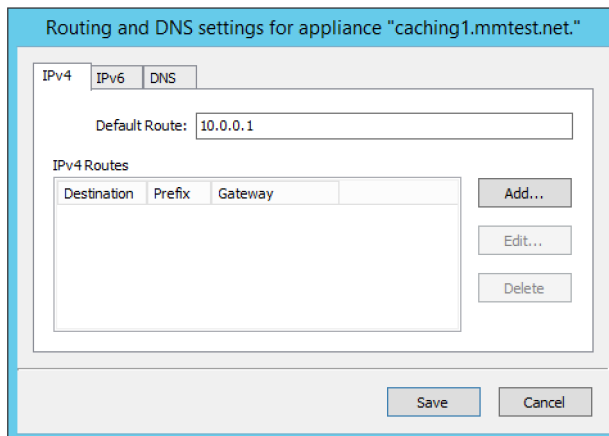 Routing and DNS settings for appliance "caching1.mmtest.net."
IPv4 IPv6 DNS
Default Route: 10.0.0.1
IPv4 Routes
Destination Prefix Gateway
Add...
Edit...
Delete
Save Cancel